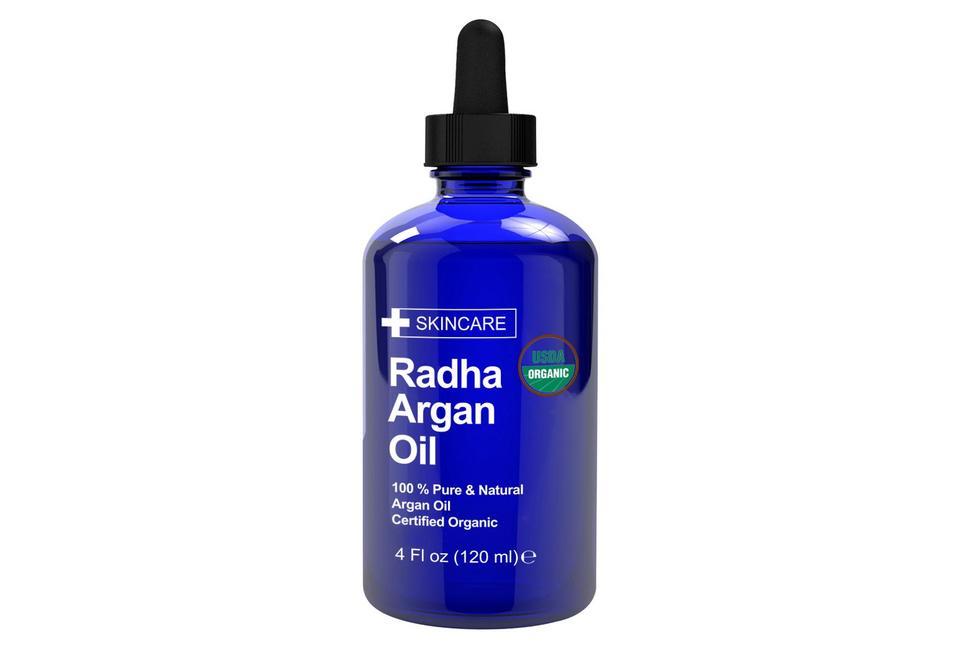 SKINCARE
Radha
Argan
Oil
USDA
ORGANIC
100 % Pure & Natural
Argan Oil
Certified Organic
4 Fl oz (120 ml) ℮